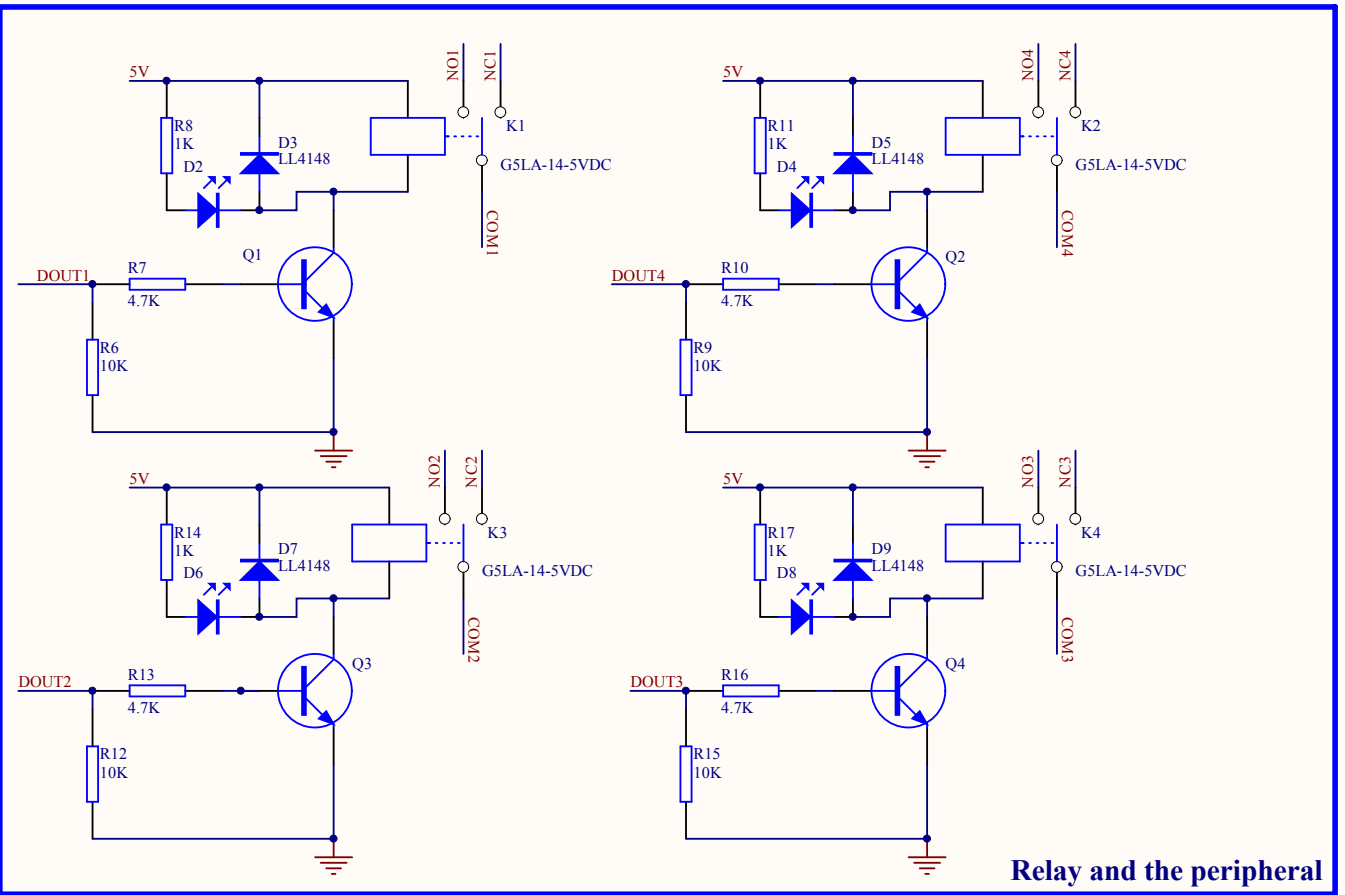 5V
NO1
NC1
R8
1K
D3
LL4148
K1
D2
G5LA-14-5VDC
COM1
Q1
DOUT1
R7
4.7K
R6
10K
5V
NO4
NC4
R11
1K
D5
LL4148
K2
D4
G5LA-14-5VDC
COM4
Q2
DOUT4
R10
4.7K
R9
10K
5V
NO2
NC2
R14
1K
D7
LL4148
K3
D6
G5LA-14-5VDC
COM2
Q3
DOUT2
R13
4.7K
R12
10K
5V
NO3
NC3
R17
1K
D9
LL4148
K4
D8
G5LA-14-5VDC
COM3
Q4
DOUT3
R16
4.7K
R15
10K
Relay and the peripheral